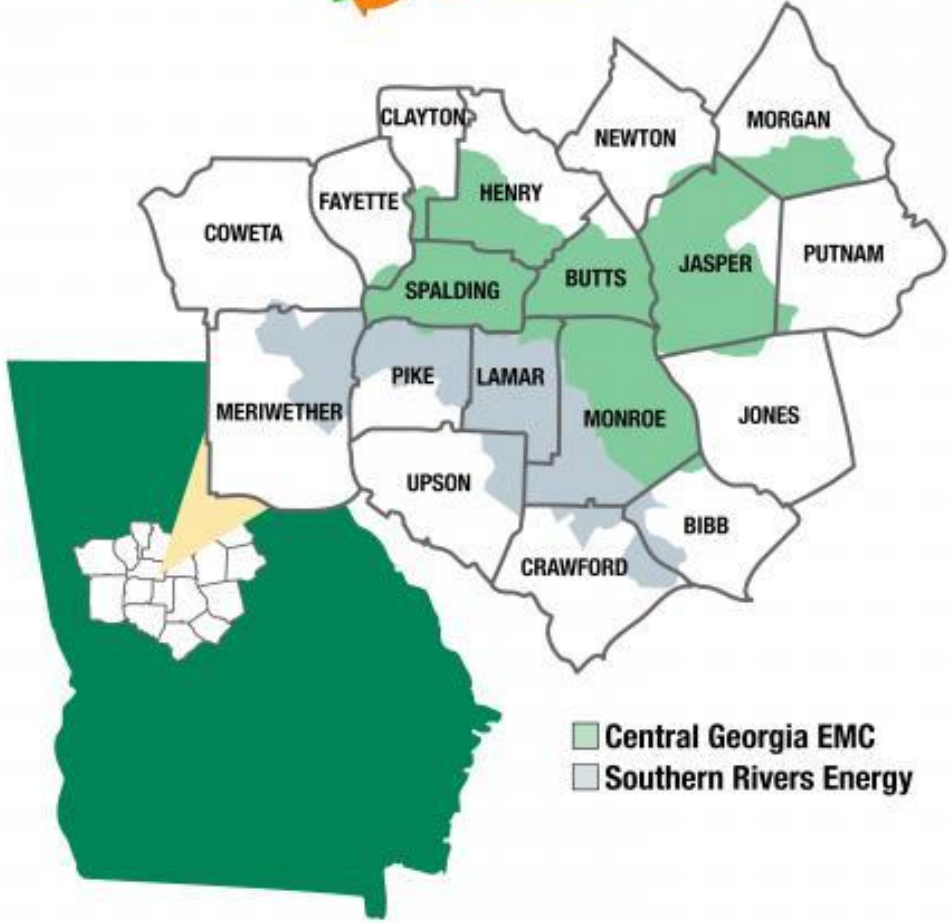 CLAYTON
NEWTON
MORGAN
HENRY
FAYETTE
COWETA
JASPER
PUTNAM
SPALDING
BUTTS
PIKE
LAMAR
MERIWETHER
MONROE
JONES
UPSON
BIBB
CRAWFORD
Central Georgia EMC
Southern Rivers Energy